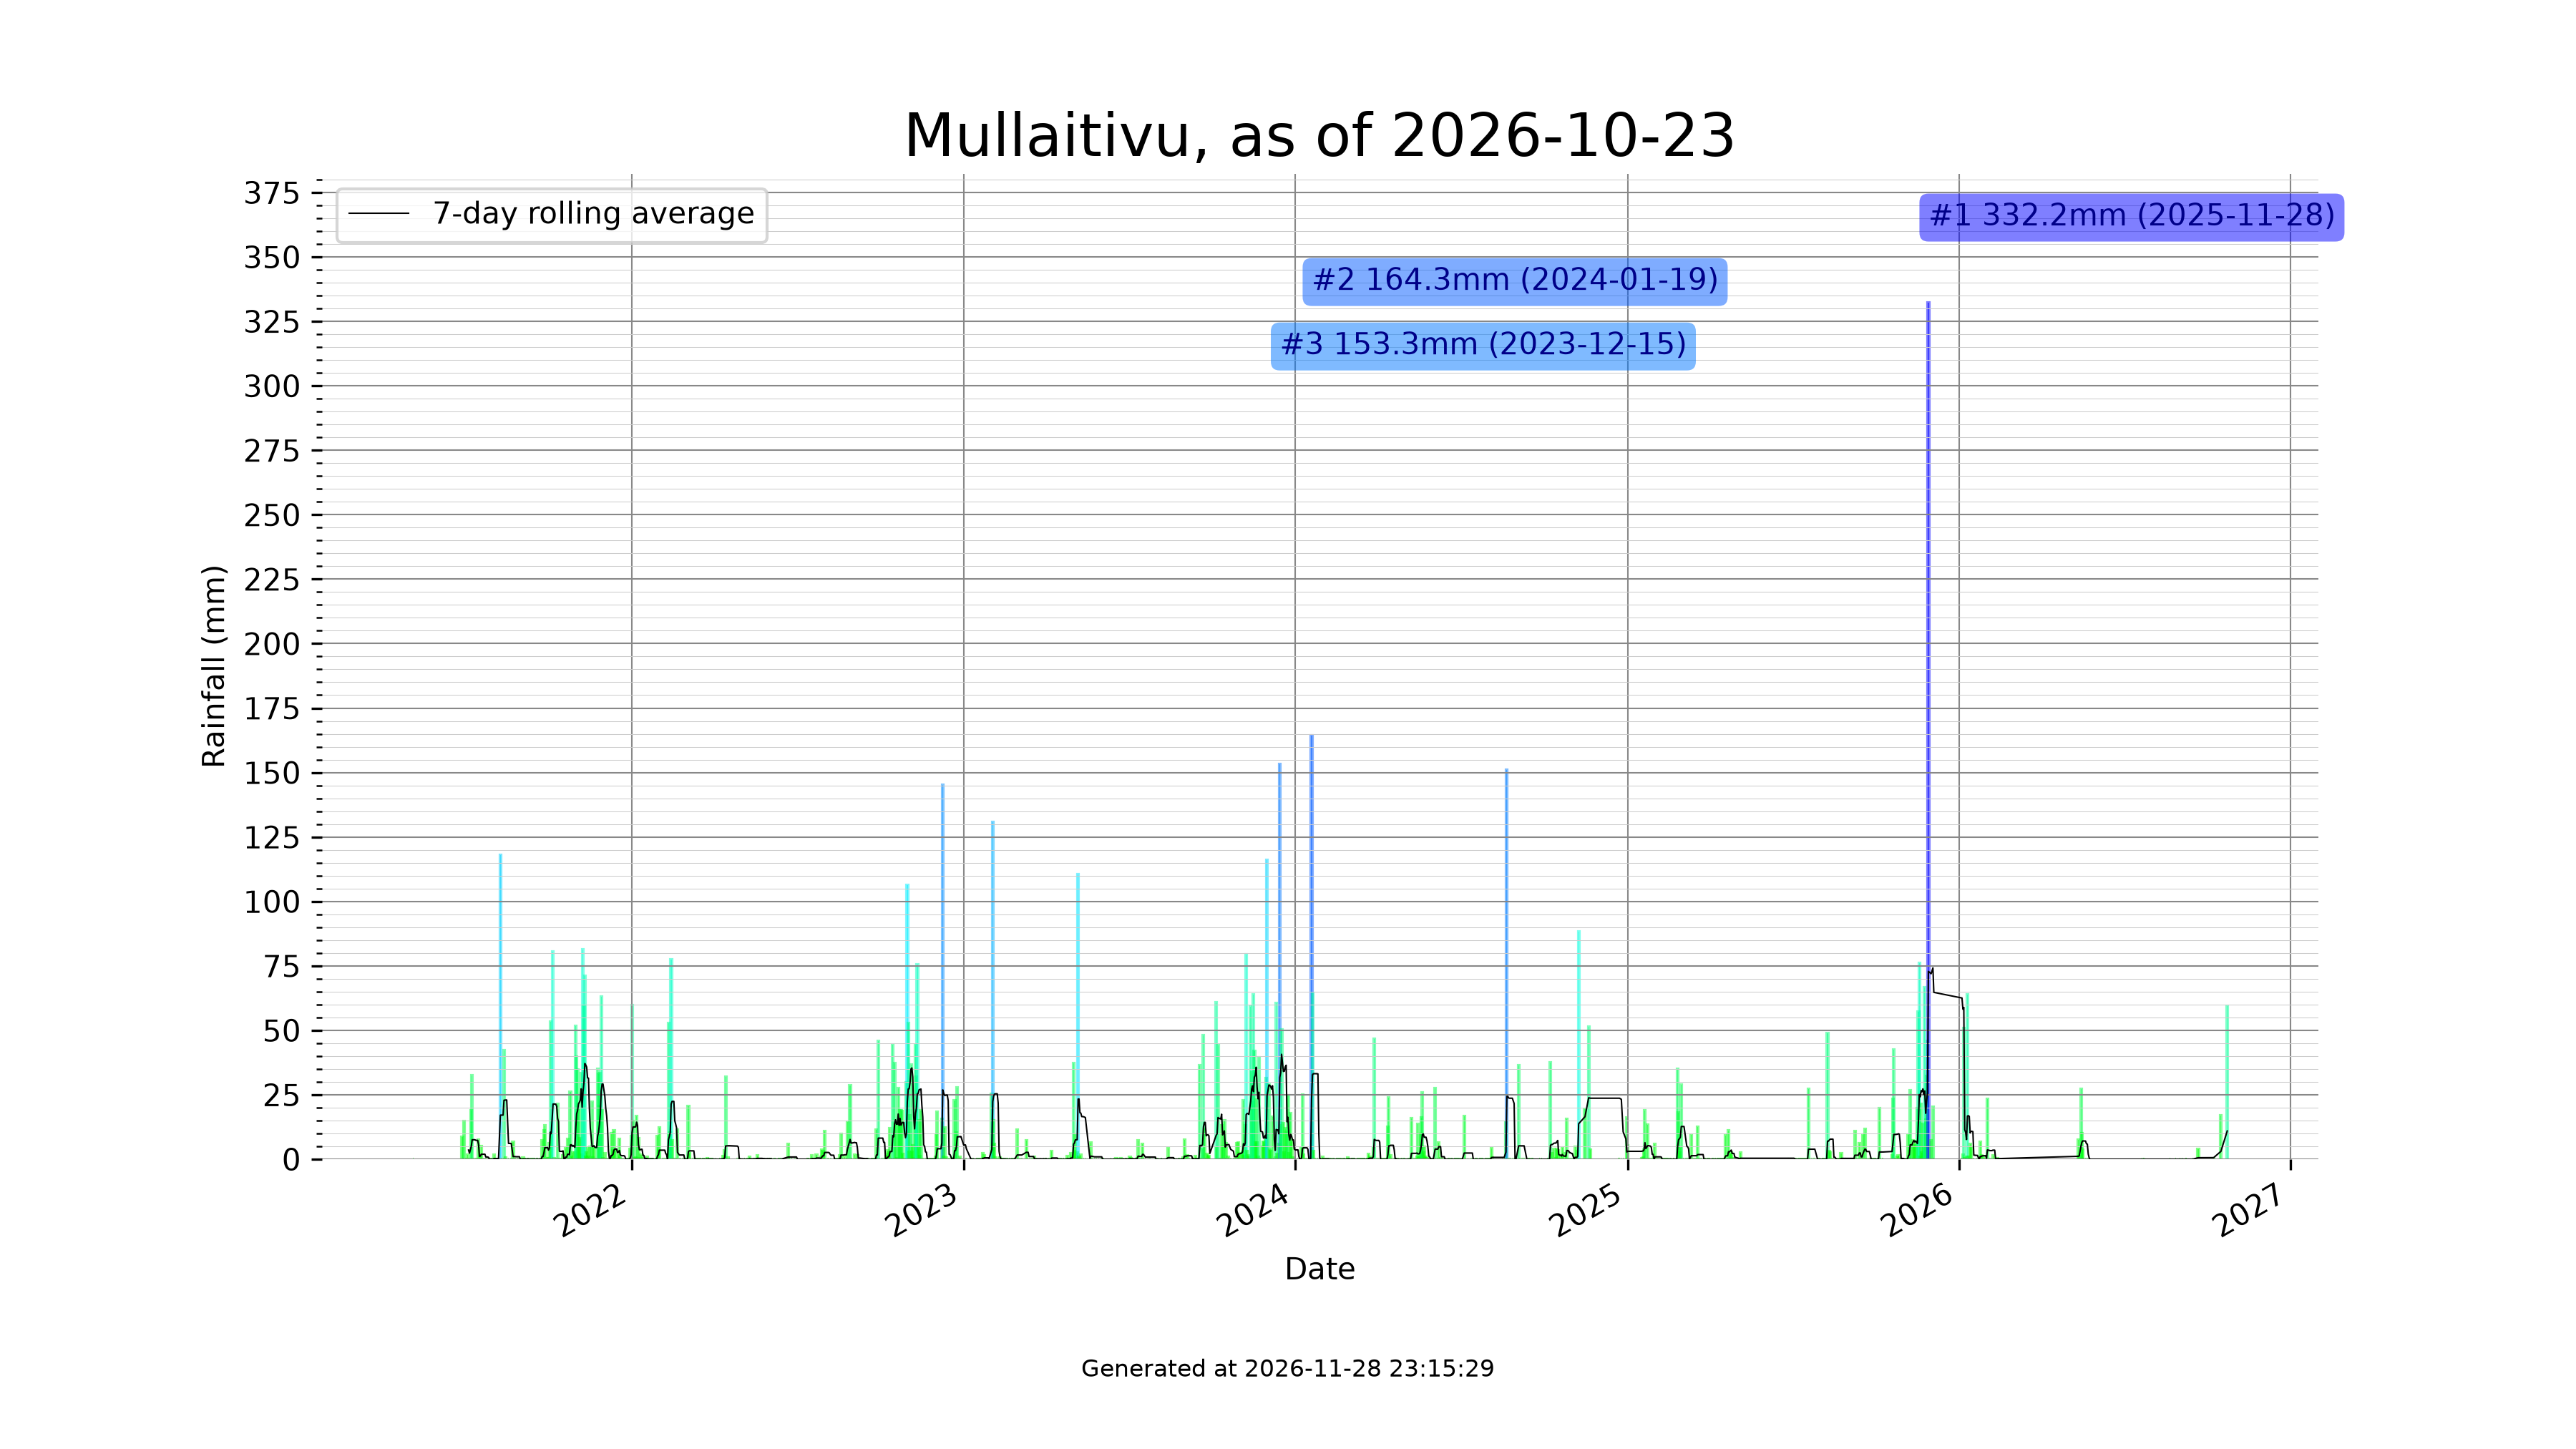 Mullaitivu, as of 2026-10-23
7-day rolling average
#1 332.2mm (2025-11-28)
#2 164.3mm (2024-01-19)
#3 153.3mm (2023-12-15)
375
350
325
300
275
250
225
200
175
150
125
100
75
50
25
0
Rainfall (mm)
2022
2023
2024
2025
2026
2027
Date
Generated at 2026-11-28 23:15:29